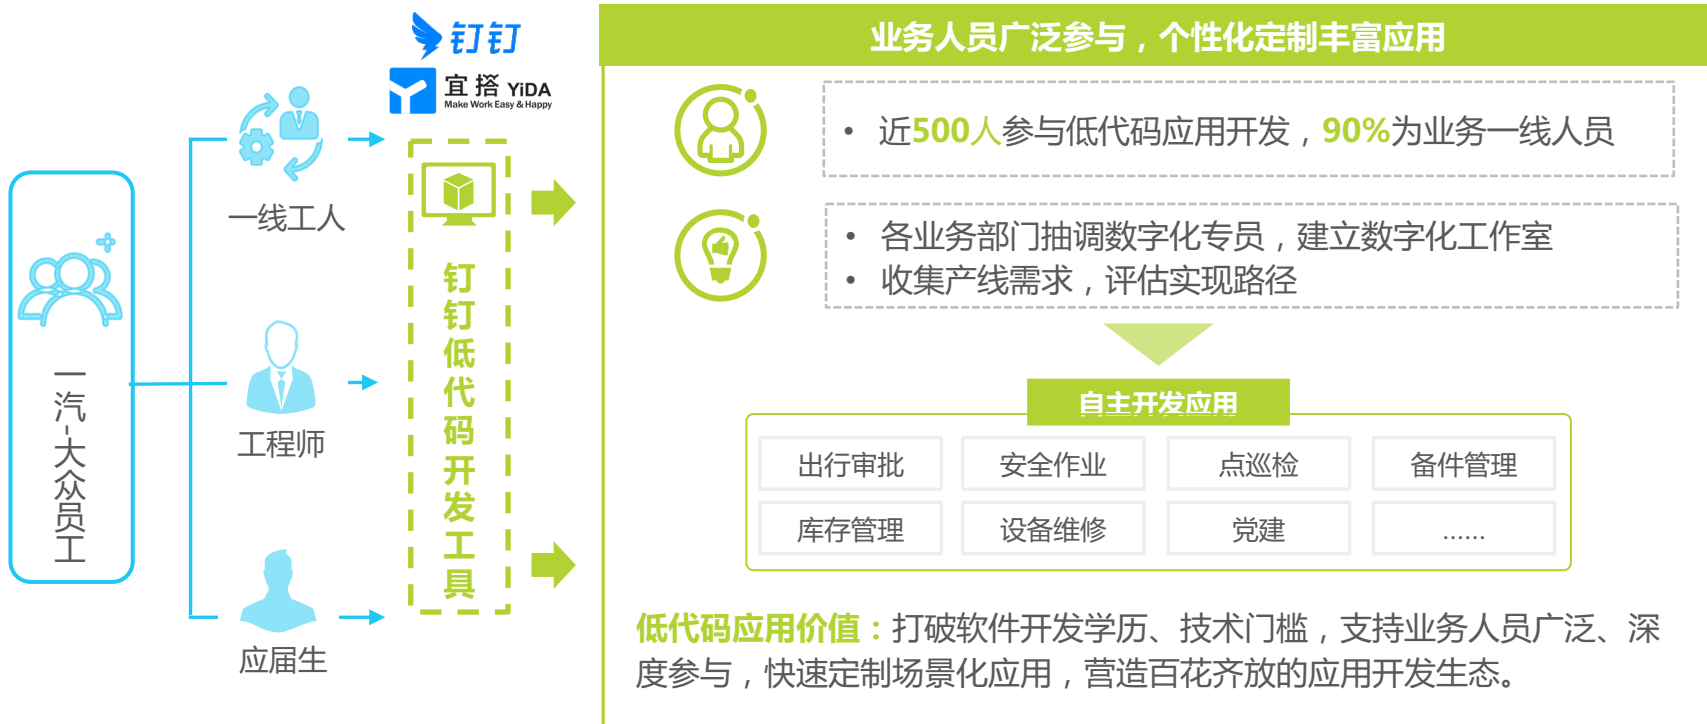 钉钉
宜搭 YiDA
Make Work Easy & Happy
一汽-大众员工
一线工人
工程师
应届生
钉钉低代码开发工具
业务人员广泛参与，个性化定制丰富应用
• 近500人参与低代码应用开发，90%为业务一线人员
• 各业务部门抽调数字化专员，建立数字化工作室
• 收集产线需求，评估实现路径
自主开发应用
出行审批 安全作业 点巡检 备件管理
库存管理 设备维修 党建 ......
低代码应用价值：打破软件开发学历、技术门槛，支持业务人员广泛、深
度参与，快速定制场景化应用，营造百花齐放的应用开发生态。